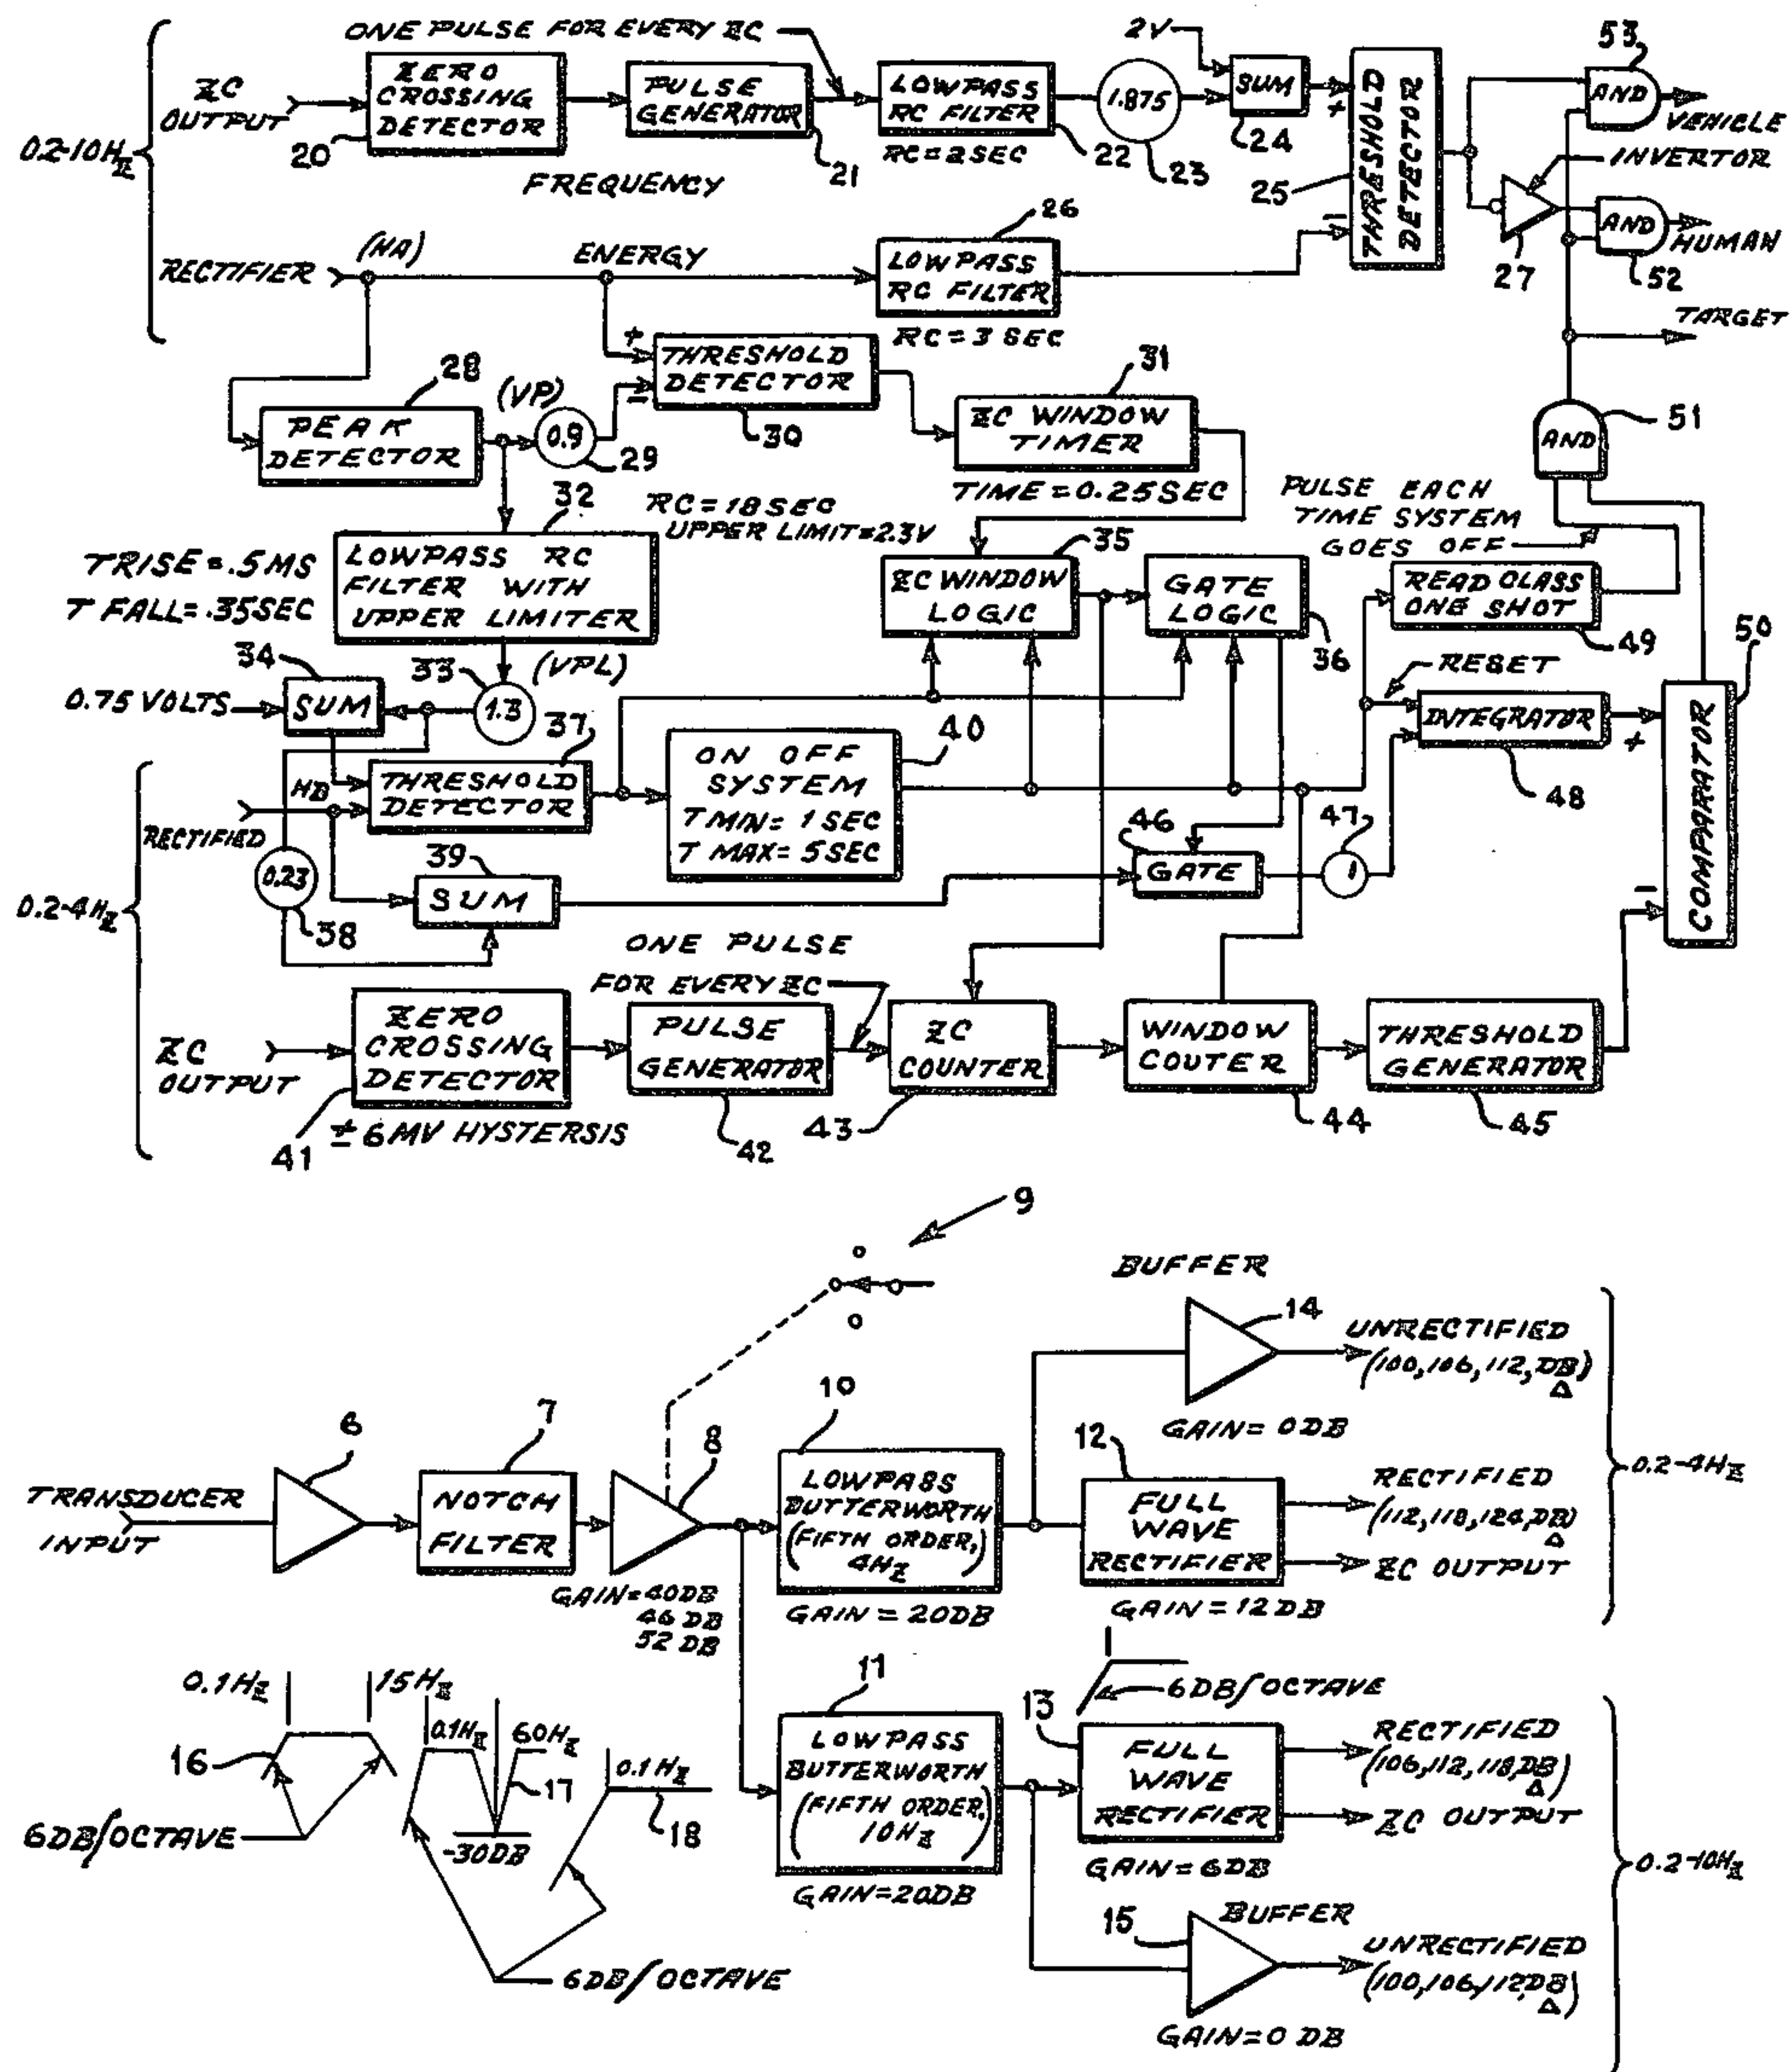 ONE PULSE FOR EVERY ZC
2V
53
ZC
OUTPUT
ZERO
CROSSING
DETECTOR
PULSE
GENERATOR
LOWPASS
RC FILTER
1.875
SUM
+
AND
VEHICLE
0.2-10HZ
20
21
RC=2SEC
22
23
24
25
THRESHOLD
DETECTOR
INVERTOR
FREQUENCY
26
(HA)
ENERGY
RECTIFIER
LOWPASS
RC FILTER
-
27
AND
HUMAN
52
RC=3 SEC
TARGET
28
(VP)
+
THRESHOLD
DETECTOR
-
30
31
PEAK
DETECTOR
0.9
29
ZC WINDOW
TIMER
AND
51
32
RC=18SEC
UPPER LIMIT=2.3V
TIME=0.25SEC
PULSE EACH
TIME SYSTEM
GOES OFF
TRISE=.5MS
T FALL=.35SEC
LOWPASS RC
FILTER WITH
UPPER LIMITER
35
ZC WINDOW
LOGIC
GATE
LOGIC
36
READ CLASS
ONE SHOT
49
50
34
33
(VPL)
RESET
0.75 VOLTS
SUM
1.3
37
40
INTEGRATOR
+
48
COMPARATOR
-
HD
THRESHOLD
DETECTOR
ON OFF
SYSTEM
T MIN= 1 SEC
T MAX= 5SEC
RECTIFIED
39
46
47
0.23
SUM
GATE
1
0.2-4HZ
38
ONE PULSE
FOR EVERY ZC
ZC
OUTPUT
ZERO
CROSSING
DETECTOR
PULSE
GENERATOR
ZC
COUNTER
WINDOW
COUTER
THRESHOLD
GENERATOR
41
±6MV HYSTERSIS
42
43
44
45
9
BUFFER
14
UNRECTIFIED
(100,106,112,DB)
Δ
10
GAIN= 0DB
6
7
8
12
0.2-4HZ
TRANSDUCER
INPUT
NOTCH
FILTER
LOWPASS
BUTTERWORTH
(FIFTH ORDER,)
4HZ
FULL
WAVE
RECTIFIER
RECTIFIED
(112,118,124,DB)
Δ
ZC OUTPUT
GAIN=40DB
46 DB
52 DB
GAIN = 20DB
GAIN=12DB
0.1HZ
15HZ
11
6DB/OCTAVE
0.1HZ
60HZ
13
16
17
0.1HZ
LOWPASS
BUTTERWORTH
(FIFTH ORDER,)
10HZ
FULL
WAVE
RECTIFIER
RECTIFIED
(106,112,118,DB)
Δ
ZC OUTPUT
6DB/OCTAVE
-30DB
18
GAIN=20DB
GAIN=6DB
0.2-10HZ
15
BUFFER
UNRECTIFIED
(100,106,112,DB)
Δ
6DB/OCTAVE
GAIN=0 DB